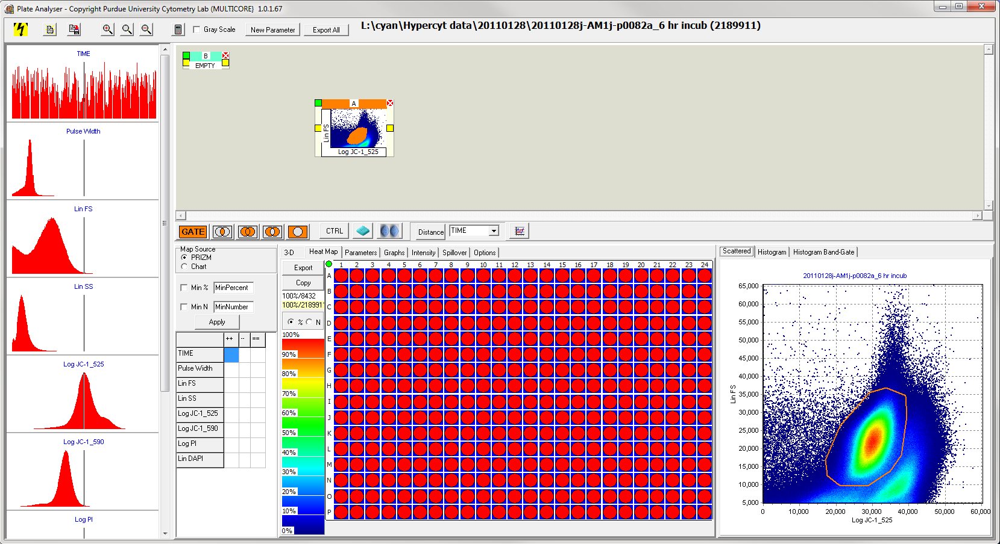 Plate Analyser - Copyright Purdue University Cytometry Lab (MULTICORE} 1.0.1.67
Gray Scale
New Parameter
Export All
L:\cyan\Hypercyt data\20110128\20110128j-AM1j-p0082a_6 hr incub (2189911)
TIME
Pulse Width
Lin FS
Lin SS
Log JC-1_525
Log JC-1_590
Log PI
B
EMPTY
A
Lin FS
Log JC-1_525
GATE
CTRL
Distance
TIME
Map Source
PRIZM
Chart
Min % MinPercent
Min N MinNumber
Apply
++ -- ==
TIME
Pulse Width
Lin FS
Lin SS
Log JC-1_525
Log JC-1_590
Log PI
Lin DAPI
3-D Heat Map Parameters Graphs Intensity Spillover Options
Export
Copy
100%/8432
100%/2189911
% N
100%
90%
80%
70%
60%
50%
40%
30%
20%
10%
0%
1 2 3 4 5 6 7 8 9 10 11 12 13 14 15 16 17 18 19 20 21 22 23 24
A
B
C
D
E
F
G
H
I
J
K
L
M
N
O
P
Scattered Histogram Histogram Band-Gate
20110128j-AM1j-p0082a_6 hr incub
65,000
60,000
55,000
50,000
45,000
40,000
35,000
30,000
25,000
20,000
15,000
10,000
5,000
Lin FS
0 10,000 20,000 30,000 40,000 50,000 60,000
Log JC-1_525